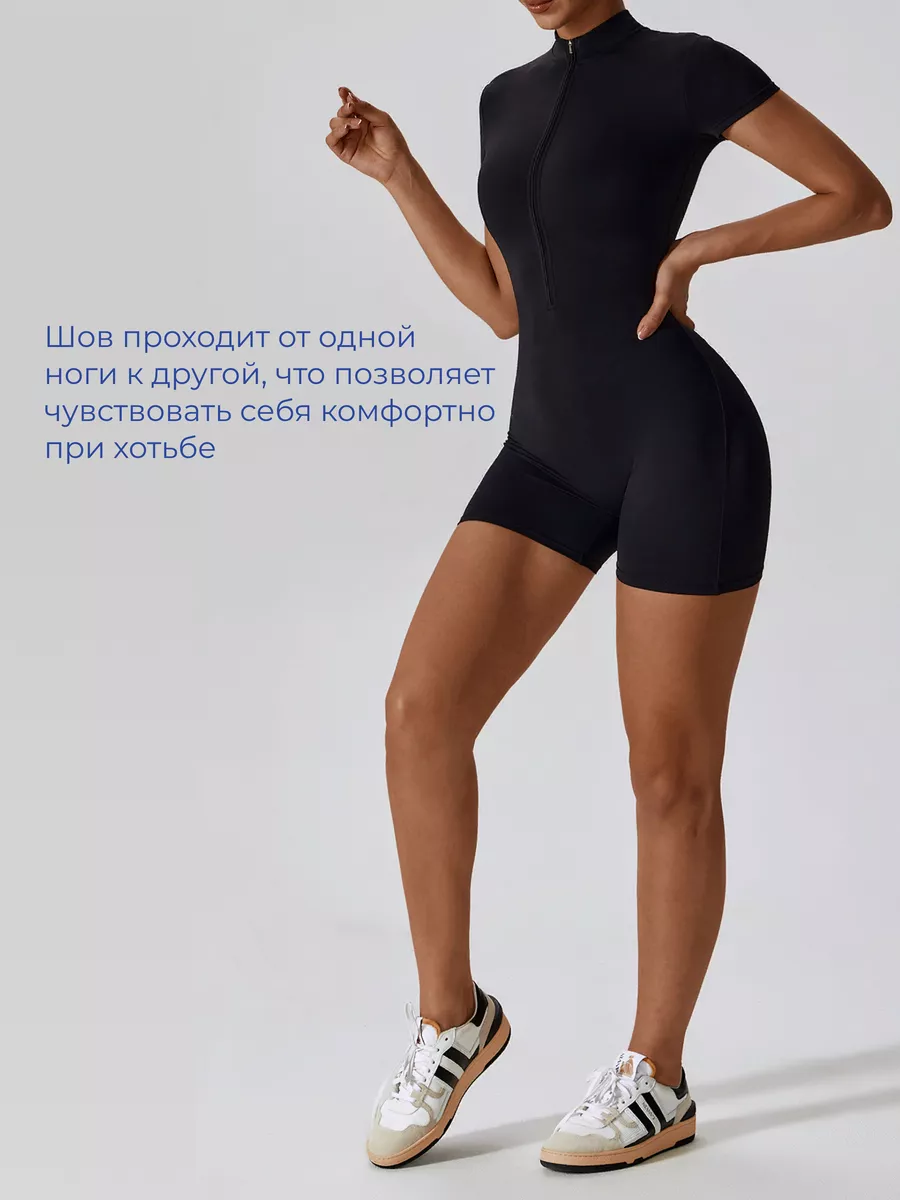 Шов проходит от одной
ноги к другой, что позволяет
чувствовать себя комфортно
при хотьбе